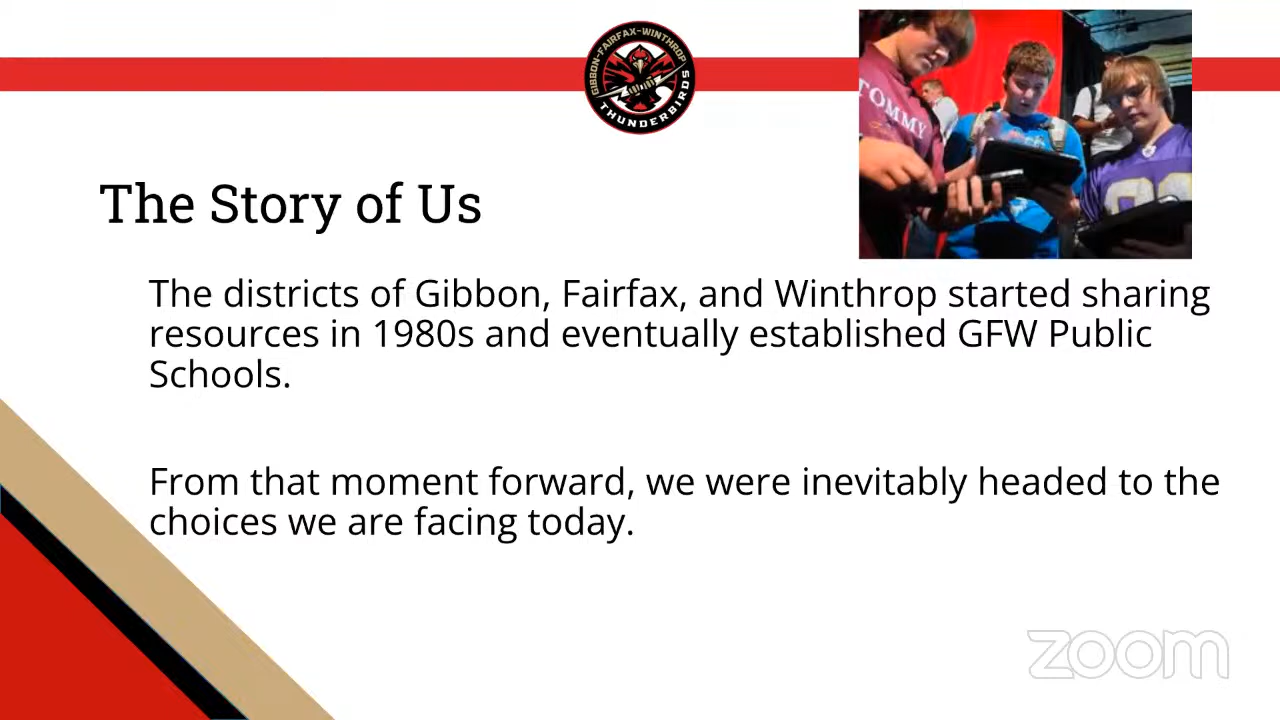 GIBBON-FAIRFAX-WINTHROP
THUNDERBIRDS
TOMMY
The Story of Us
The districts of Gibbon, Fairfax, and Winthrop started sharing
resources in 1980s and eventually established GFW Public
Schools.
From that moment forward, we were inevitably headed to the
choices we are facing today.
zoom